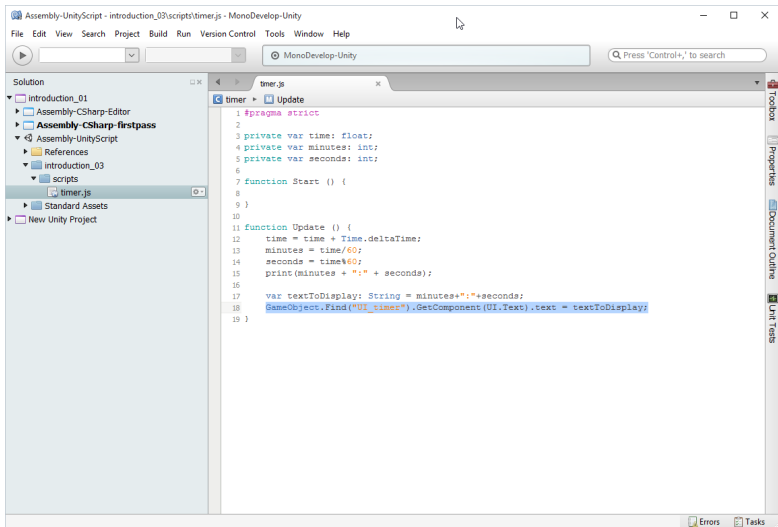 Assembly-UnityScript - introduction_03\scripts\timer.js - MonoDevelop-Unity
File Edit View Search Project Build Run Version Control Tools Window Help
MonoDevelop-Unity
Press 'Control+,' to search
Solution
introduction_01
Assembly-CSharp-Editor
Assembly-CSharp-firstpass
Assembly-UnityScript
References
introduction_03
scripts
timer.js
Standard Assets
New Unity Project
timer.js
C timer M Update
1 #pragma strict
2
3 private var time: float;
4 private var minutes: int;
5 private var seconds: int;
6
7 function Start () {
8
9 }
10
11 function Update () {
12 time = time + Time.deltaTime;
13 minutes = time/60;
14 seconds = time%60;
15 print(minutes + ":" + seconds);
16
17 var textToDisplay: String = minutes+":"+seconds;
18 GameObject.Find("UI_timer").GetComponent(UI.Text).text = textToDisplay;
19 }
Toolbox
Properties
Document Outline
Unit Tests
Errors Tasks